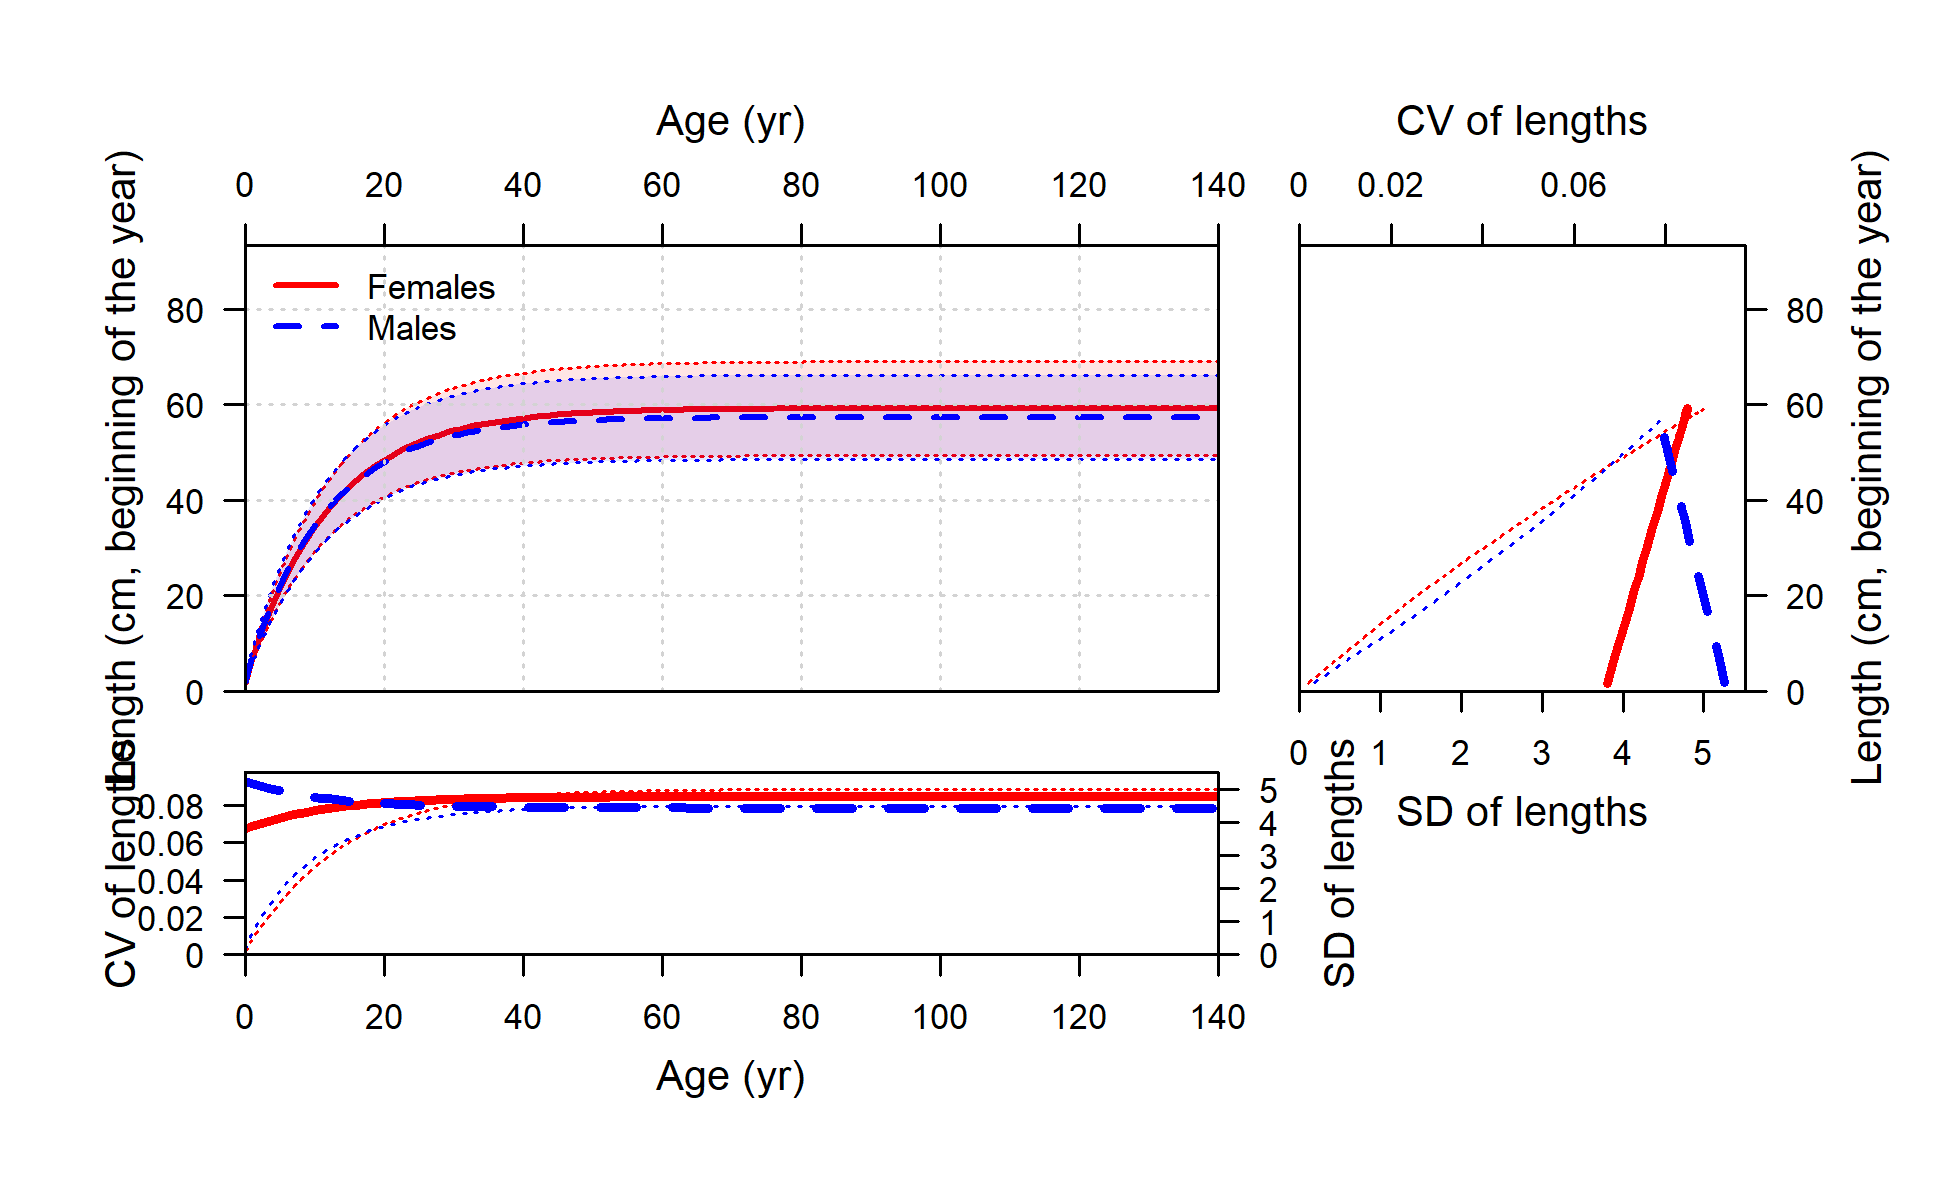 Age (yr)
CV of lengths
0 20 40 60 80 100 120 140
0 0.02 0.06
Length (cm, beginning of the year)
80
60
40
20
0
Females
Males
80
60
40
20
0
Length (cm, beginning of the year)
0 1 2 3 4 5
SD of lengths
CV of lengths
0.08
0.06
0.04
0.02
0
5
4
3
2
1
0
SD of lengths
0 20 40 60 80 100 120 140
Age (yr)